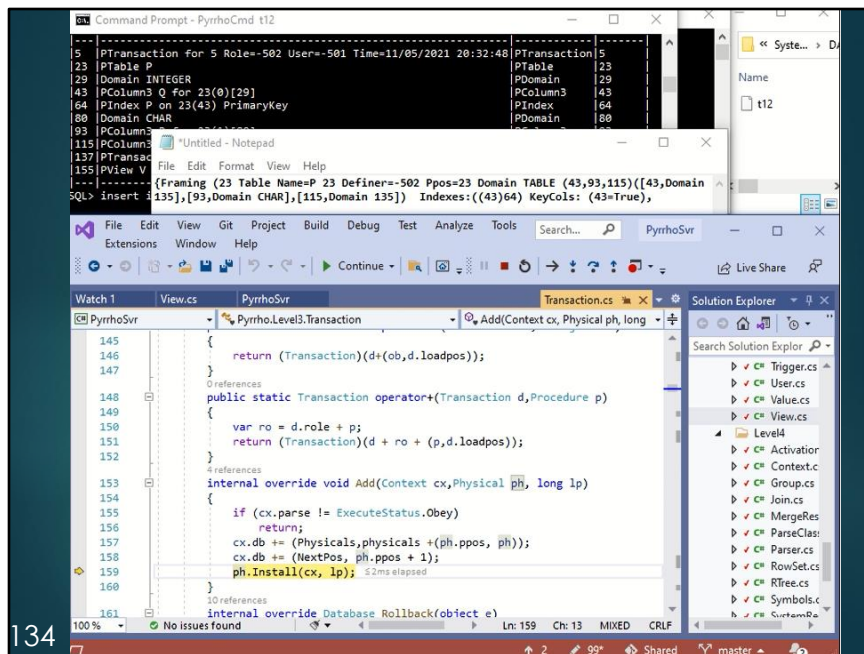 Command Prompt - PyrrhoCmd t12
|---|------------------------------------------------------|------------|-------|
|5 |PTransaction for 5 Role=-502 User=-501 Time=11/05/2021 20:32:48|PTransaction|5
|23 |PTable P |PTable |23
|29 |Domain INTEGER |PDomain |29
|43 |PColumn3 Q for 23(0)[29] |PColumn3 |43
|64 |PIndex P on 23(43) PrimaryKey |PIndex |64
|80 |Domain CHAR |PDomain |80
|93 |PColumn3
|115|PColumn3
|137|PTransac
|155|PView V
|---|--------
SQL> insert i
« Syste... › DA
Name
t12
*Untitled - Notepad
File Edit Format View Help
{Framing (23 Table Name=P 23 Definer=-502 Ppos=23 Domain TABLE (43,93,115)([43,Domain
135],[93,Domain CHAR],[115,Domain 135]) Indexes:((43)64) KeyCols: (43=True),
File Edit View Git Project Build Debug Test Analyze Tools Search... PyrrhoSvr
Extensions Window Help
Continue Live Share
Watch 1 View.cs PyrrhoSvr Transaction.cs Solution Explorer
PyrrhoSvr Pyrrho.Level3.Transaction Add(Context cx, Physical ph, long
Search Solution Explor
145 {
146 return (Transaction)(d+(ob,d.loadpos));
147 }
0 references
148 public static Transaction operator+(Transaction d,Procedure p)
149 {
150 var ro = d.role + p;
151 return (Transaction)(d + ro + (p,d.loadpos));
152 }
4 references
153 internal override void Add(Context cx,Physical ph, long lp)
154 {
155 if (cx.parse != ExecuteStatus.Obey)
156 return;
157 cx.db += (Physicals,physicals +(ph.ppos, ph));
158 cx.db += (NextPos, ph.ppos + 1);
159 ph.Install(cx, lp); ≤2ms elapsed
160 }
10 references
161 internal override Database Rollback(object e)
C# Trigger.cs
C# User.cs
C# Value.cs
C# View.cs
Level4
C# Activation
C# Context.c
C# Group.cs
C# Join.cs
C# MergeRes
C# ParseClas
C# Parser.cs
C# RowSet.cs
C# RTree.cs
C# Symbols.c
100 % No issues found Ln: 159 Ch: 13 MIXED CRLF
2 99* Shared master
134